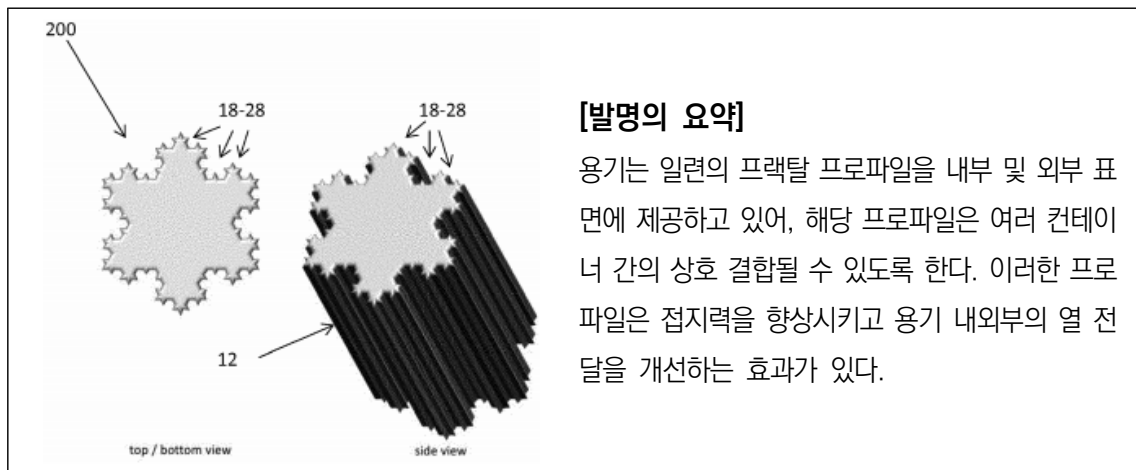 200
18-28
18-28
12
top / bottom view
side view
[발명의 요약]
용기는 일련의 프랙탈 프로파일을 내부 및 외부 표
면에 제공하고 있어, 해당 프로파일은 여러 컨테이
너 간의 상호 결합될 수 있도록 한다. 이러한 프로
파일은 접지력을 향상시키고 용기 내외부의 열 전
달을 개선하는 효과가 있다.